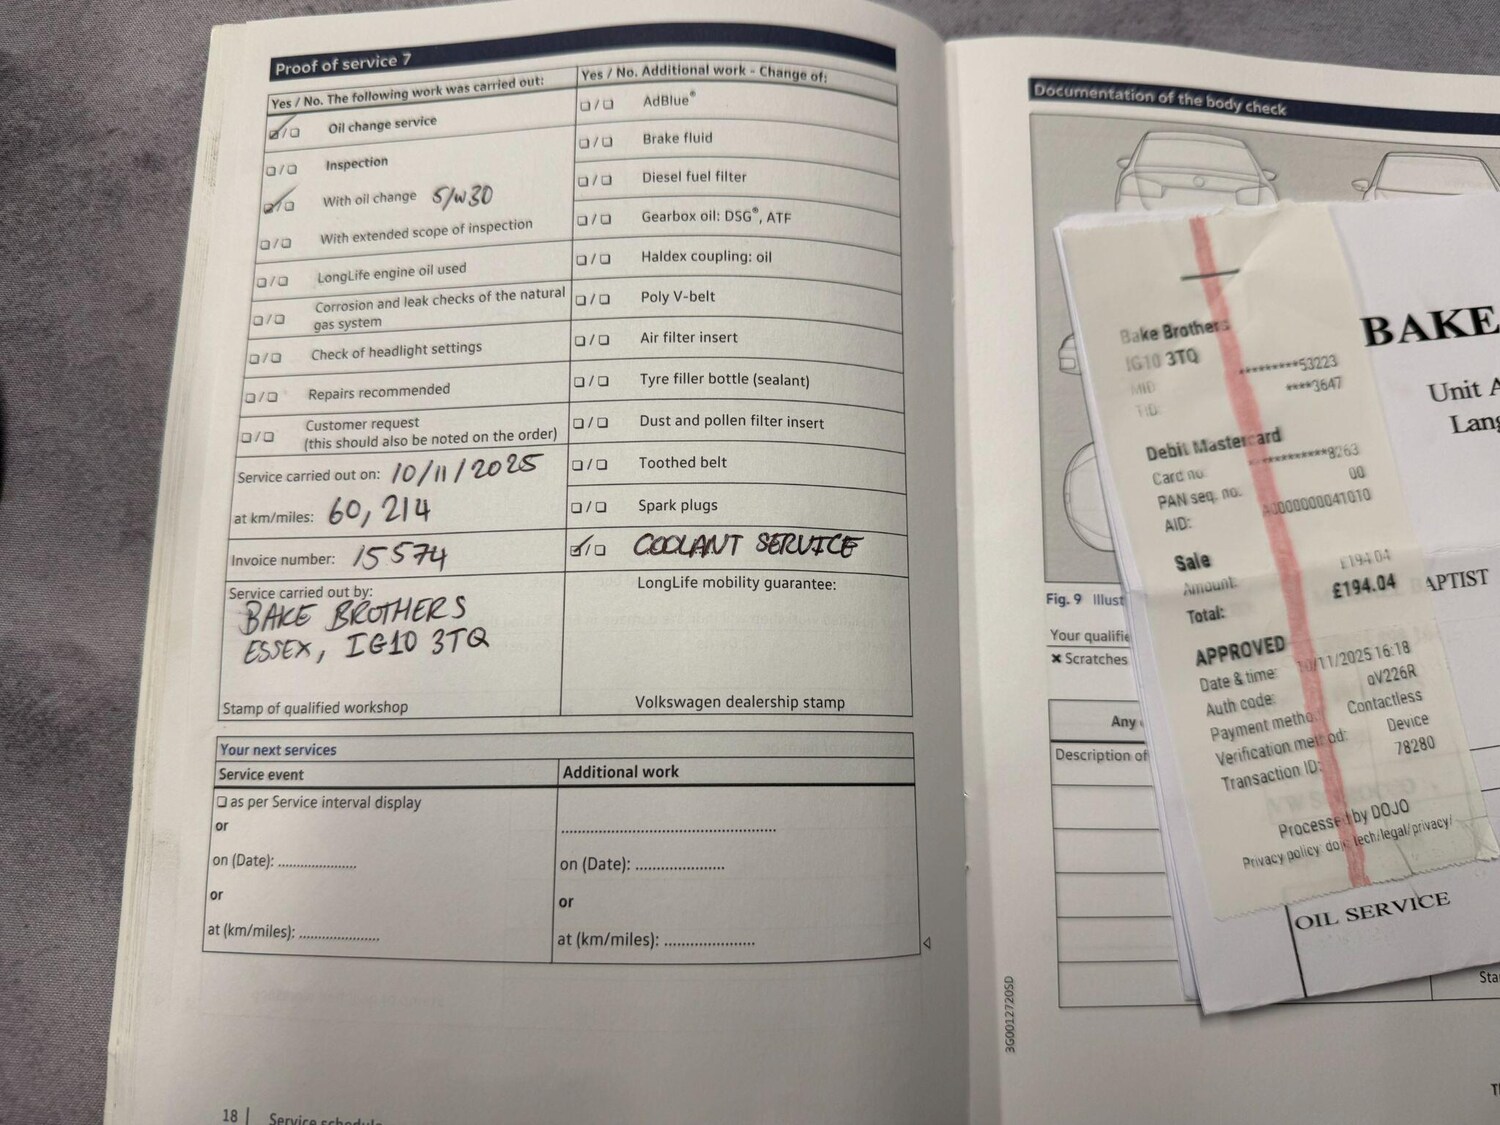 Proof of service 7
Yes / No. The following work was carried out:
Oil change service
Inspection
With oil change 5/w30
With extended scope of inspection
LongLife engine oil used
Corrosion and leak checks of the natural
gas system
Check of headlight settings
Repairs recommended
Customer request
(this should also be noted on the order)
Service carried out on: 10/11/2025
at km/miles: 60,214
Invoice number: 15574
Service carried out by:
BAKE BROTHERS
ESSEX, IG10 3TQ
Stamp of qualified workshop
Yes / No. Additional work - Change of:
AdBlue®
Brake fluid
Diesel fuel filter
Gearbox oil: DSG®, ATF
Haldex coupling: oil
Poly V-belt
Air filter insert
Tyre filler bottle (sealant)
Dust and pollen filter insert
Toothed belt
Spark plugs
COOLANT SERVICE
LongLife mobility guarantee:
Volkswagen dealership stamp
Your next services
Service event
as per Service interval display
or
on (Date): ....................
or
at (km/miles): ....................
Additional work
on (Date): ......................
or
at (km/miles): ......................
18 | Service schedule
Documentation of the body check
Fig. 9 Illust
Your qualifie
× Scratches
Any
Description of
3G0012720SD
Bake Brothers
IG10 3TQ
MID: *********53223
TID: ****3647
Debit Mastercard
Card no. ************8263
PAN seq. no. 00
AID: A0000000041010
Sale
Amount: £194.04
Total: £194.04
APPROVED
Date & time: 10/11/2025 16:18
Auth code: oV226R
Payment method: Contactless
Verification method: Device
Transaction ID: 78280
Processed by DOJO
BAKE
Unit A
Lang
APTIST
OIL SERVICE
Sta